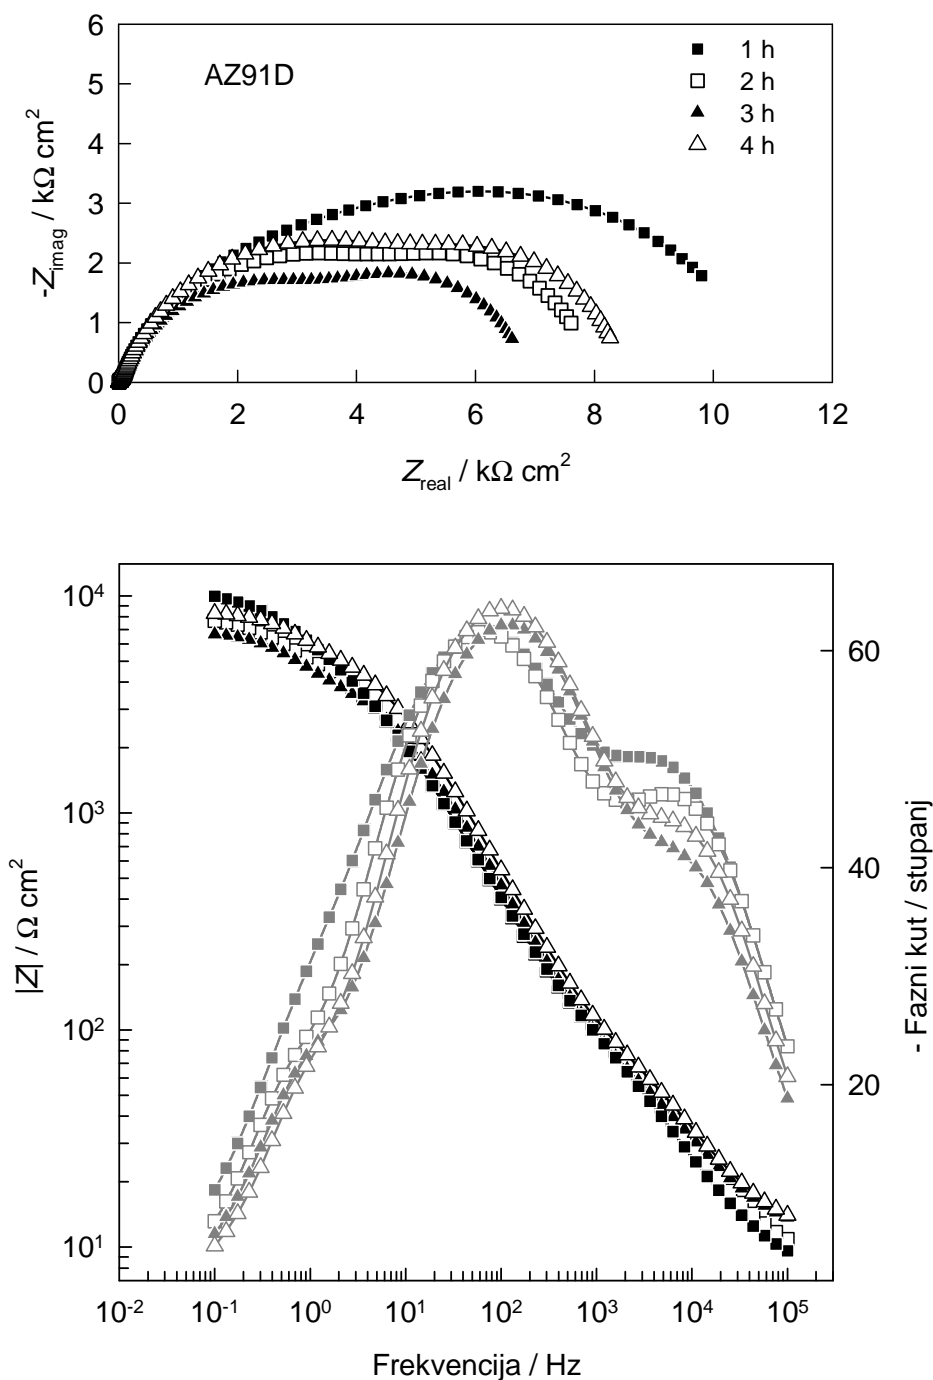 6
5
4
3
2
1
0
AZ91D
1 h
2 h
3 h
4 h
-Zimag / kΩ cm²
0 2 4 6 8 10 12
Zreal / kΩ cm²
10⁴
10³
10²
10¹
|Z| / Ω cm²
60
40
20
- Fazni kut / stupanj
10⁻² 10⁻¹ 10⁰ 10¹ 10² 10³ 10⁴ 10⁵
Frekvencija / Hz